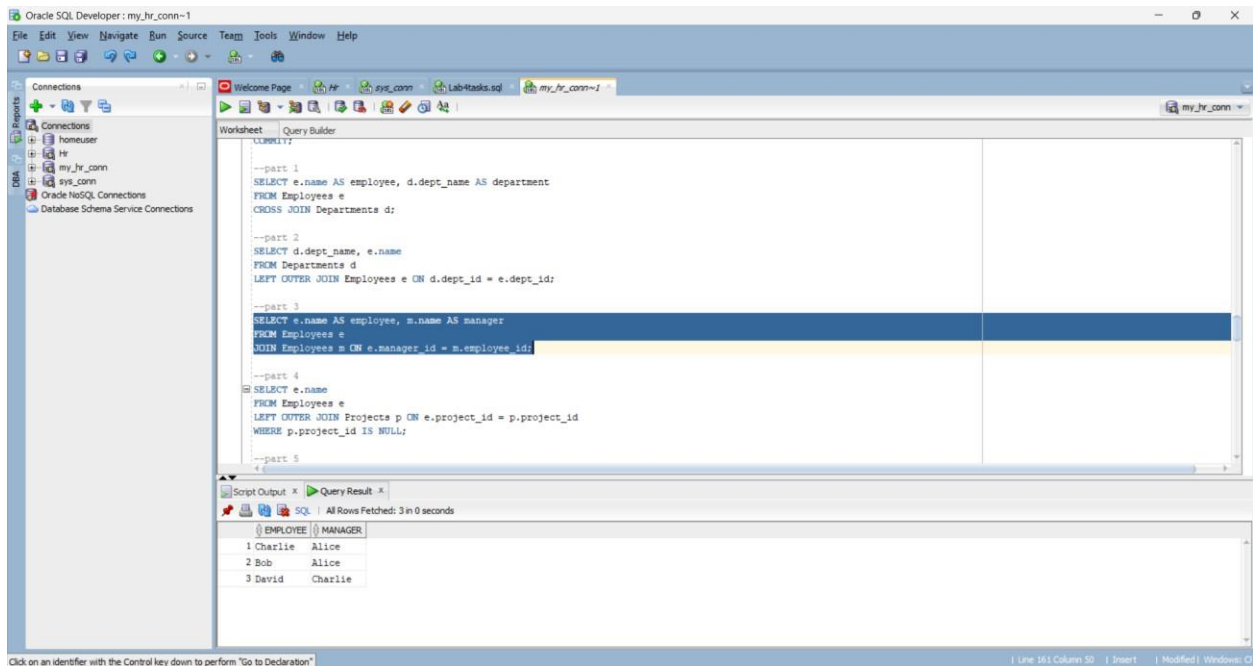 Oracle SQL Developer : my_hr_conn~1
File Edit View Navigate Run Source Team Tools Window Help
Connections
Welcome Page Hr sys_conn Lab4tasks.sql my_hr_conn~1
my_hr_conn
Reports
DBA
Connections
homeuser
Hr
my_hr_conn
sys_conn
Oracle NoSQL Connections
Database Schema Service Connections
Worksheet Query Builder
COMMIT;
--part 1
SELECT e.name AS employee, d.dept_name AS department
FROM Employees e
CROSS JOIN Departments d;
--part 2
SELECT d.dept_name, e.name
FROM Departments d
LEFT OUTER JOIN Employees e ON d.dept_id = e.dept_id;
--part 3
SELECT e.name AS employee, m.name AS manager
FROM Employees e
JOIN Employees m ON e.manager_id = m.employee_id;
--part 4
SELECT e.name
FROM Employees e
LEFT OUTER JOIN Projects p ON e.project_id = p.project_id
WHERE p.project_id IS NULL;
--part 5
Script Output x Query Result x
SQL | All Rows Fetched: 3 in 0 seconds
EMPLOYEE MANAGER
1 Charlie Alice
2 Bob Alice
3 David Charlie
Click on an identifier with the Control key down to perform "Go to Declaration"
| Line 161 Column 50 | Insert | Modified | Windows: C